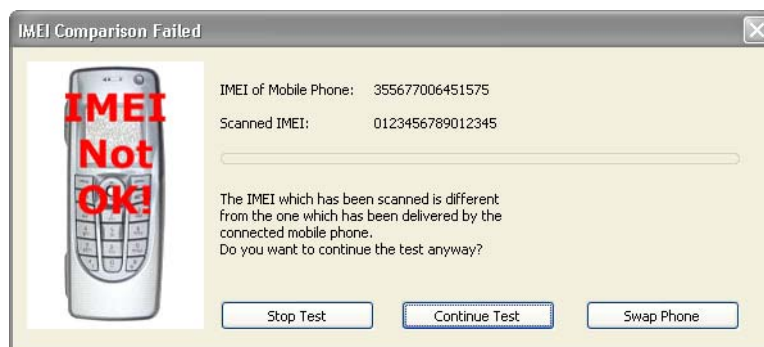 IMEI Comparison Failed
IMEI
Not
OK!
IMEI of Mobile Phone: 355677006451575
Scanned IMEI: 0123456789012345
The IMEI which has been scanned is different
from the one which has been delivered by the
connected mobile phone.
Do you want to continue the test anyway?
Stop Test Continue Test Swap Phone